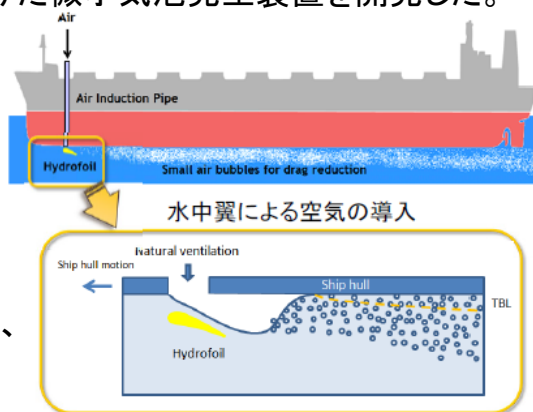 た微小気泡発生装置を開発した。
Air
Air Induction Pipe
Hydrofoil
Small air bubbles for drag reduction
水中翼による空気の導入
Natural ventilation
Ship hull motion
Ship hull
TBL
、
Hydrofoil